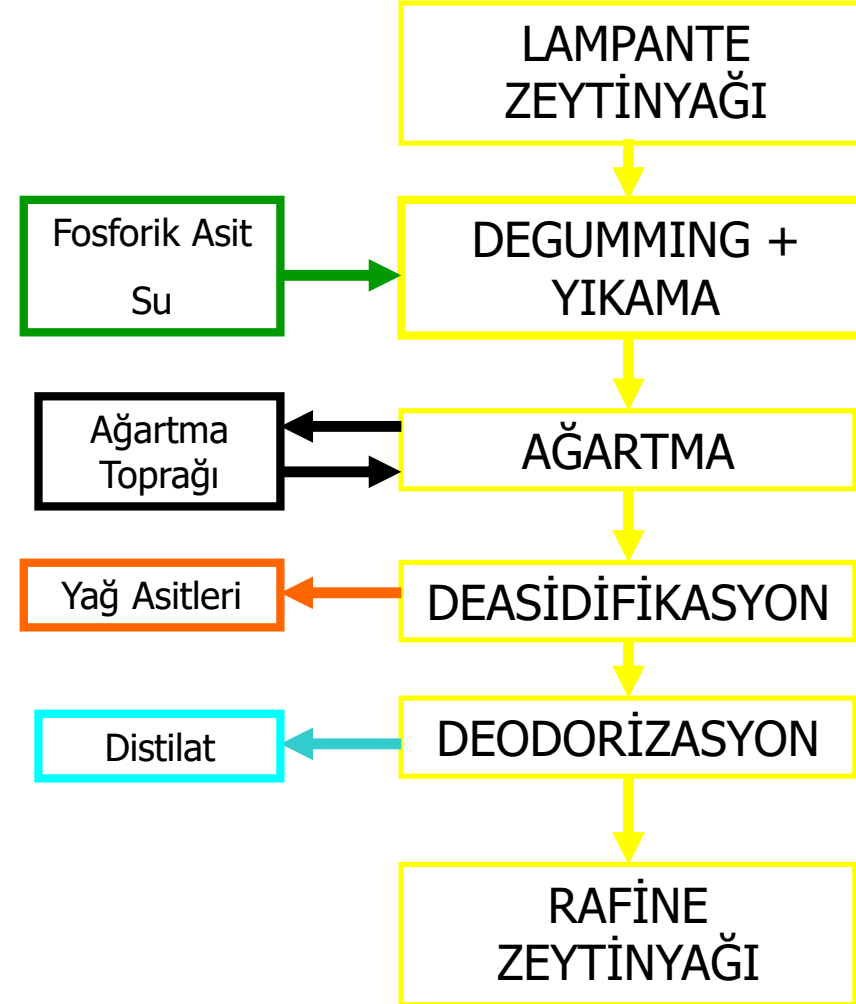 LAMPANTE
ZEYTİNYAĞI
Fosforik Asit
Su
DEGUMMING +
YIKAMA
Ağartma
Toprağı
AĞARTMA
Yağ Asitleri
DEASİDİFİKASYON
Distilat
DEODORİZASYON
RAFİNE
ZEYTİNYAĞI